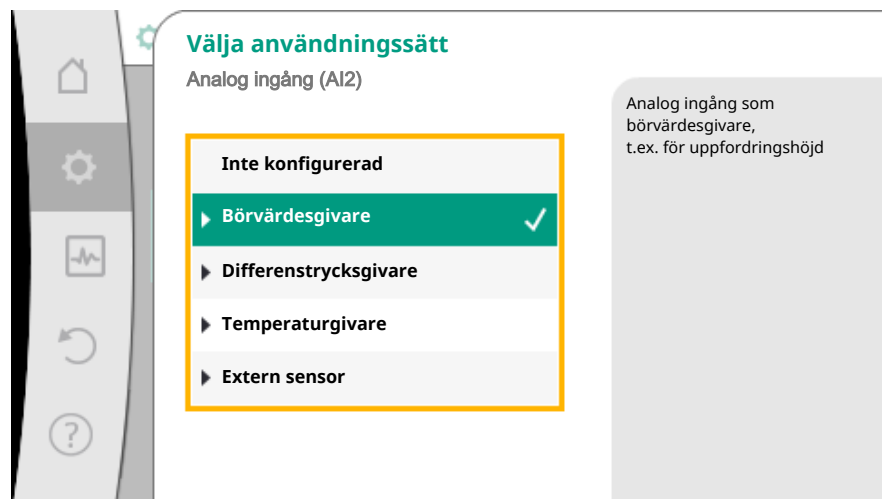 Välja användningssätt
Analog ingång (AI2)
Inte konfigurerad
Börvärdesgivare
Differenstrycksgivare
Temperaturgivare
Extern sensor
Analog ingång som
börvärdesgivare,
t.ex. för uppfordringshöjd
?